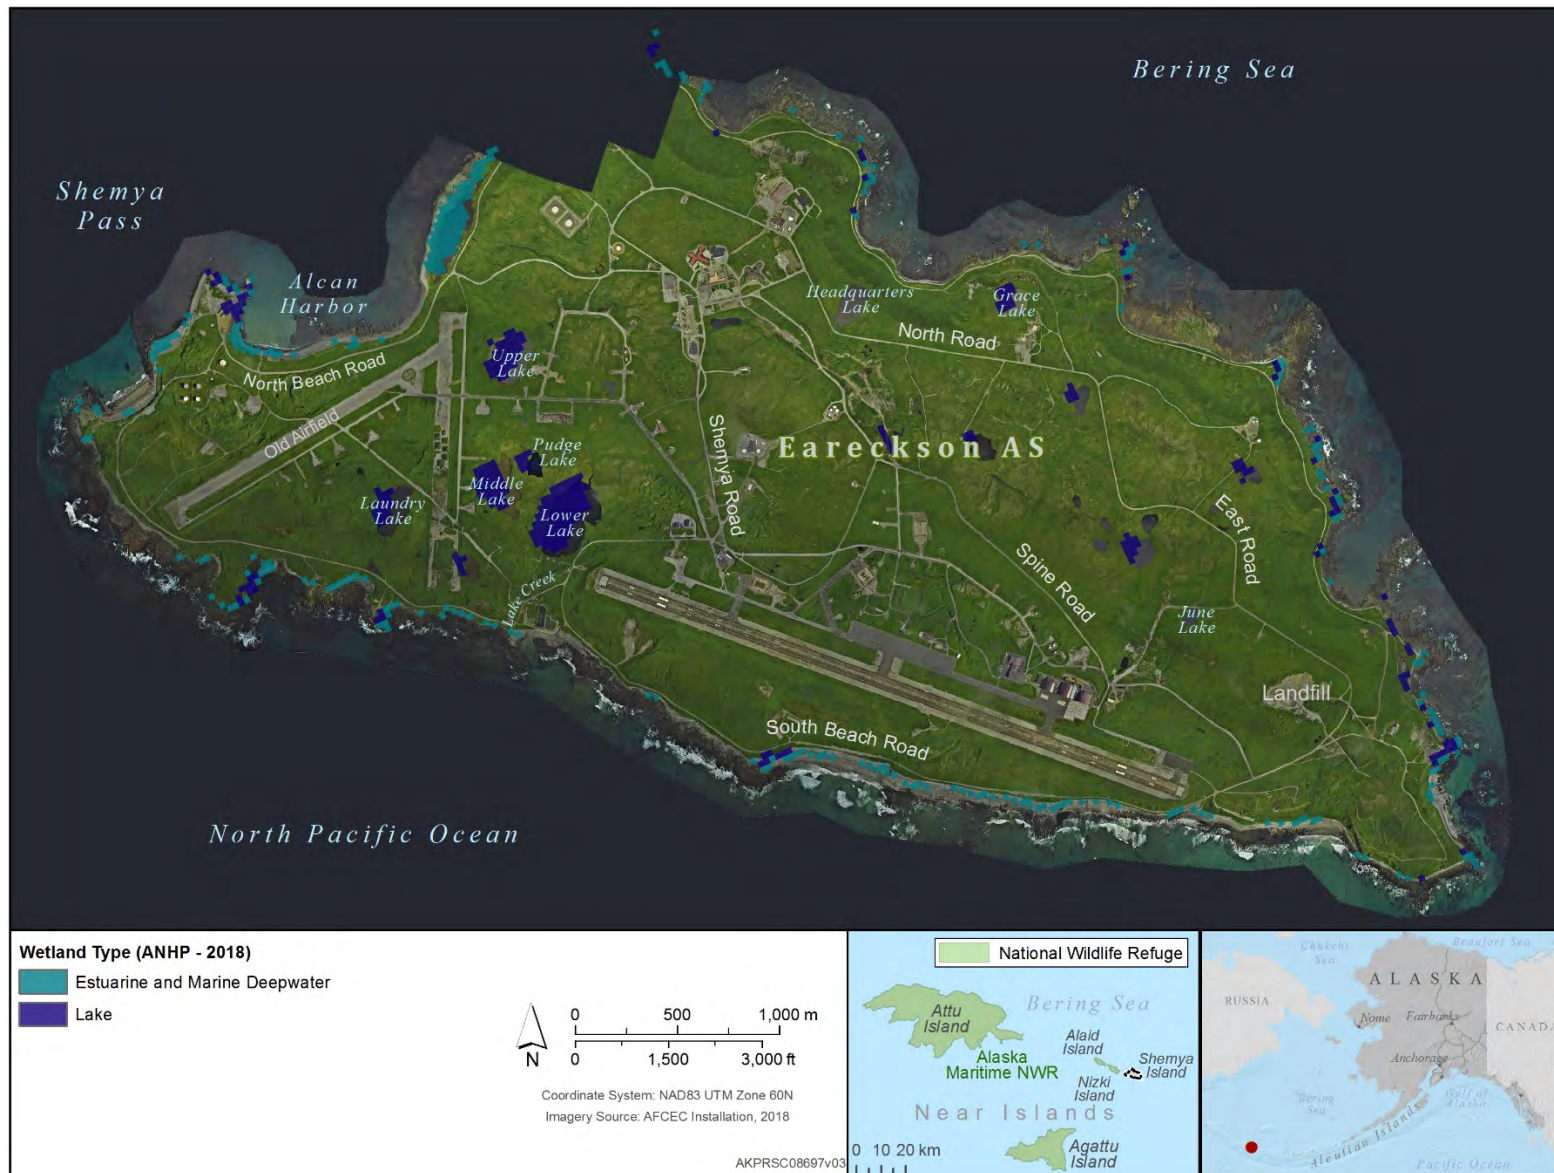 Bering Sea
Shemya
Pass
Alcan
Harbor
Headquarters
Lake
Grace
Lake
North Road
Upper
Lake
North Beach Road
Old Airfield
Shemya Road
Eareckson AS
Pudge
Lake
Middle
Lake
Laundry
Lake
Lower
Lake
East Road
Spine Road
Lake Creek
June
Lake
Landfill
South Beach Road
North Pacific Ocean
Wetland Type (ANHP - 2018)
Estuarine and Marine Deepwater
Lake
N
0 500 1,000 m
0 1,500 3,000 ft
Coordinate System: NAD83 UTM Zone 60N
Imagery Source: AFCEC Installation, 2018
AKPRSC08697v03
National Wildlife Refuge
Bering Sea
Attu
Island
Alaid
Island
Alaska
Maritime NWR
Shemya
Island
Nizki
Island
Near Islands
Agattu
Island
0 10 20 km
Chukchi
Sea
Beaufort Sea
ALASKA
RUSSIA
Nome
Fairbanks
CANADA
Anchorage
Bering
Sea
Gulf of
Alaska
Aleutian Islands
Pacific Ocean